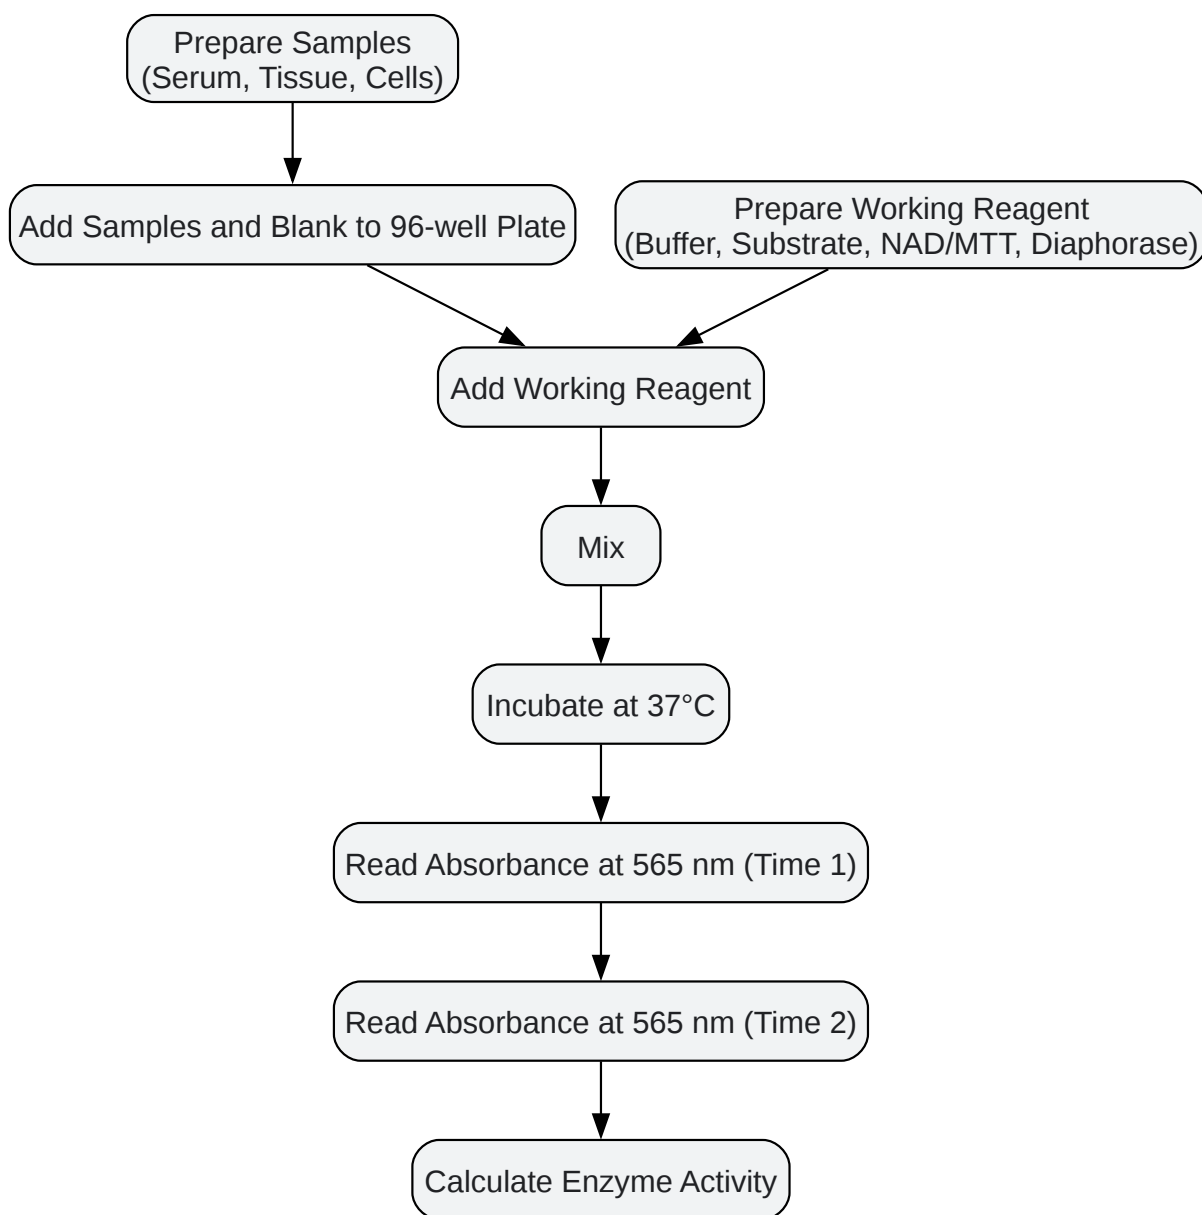 Prepare Samples
(Serum, Tissue, Cells)
Add Samples and Blank to 96-well Plate
Prepare Working Reagent
(Buffer, Substrate, NAD/MTT, Diaphorase)
Add Working Reagent
Mix
Incubate at 37°C
Read Absorbance at 565 nm (Time 1)
Read Absorbance at 565 nm (Time 2)
Calculate Enzyme Activity